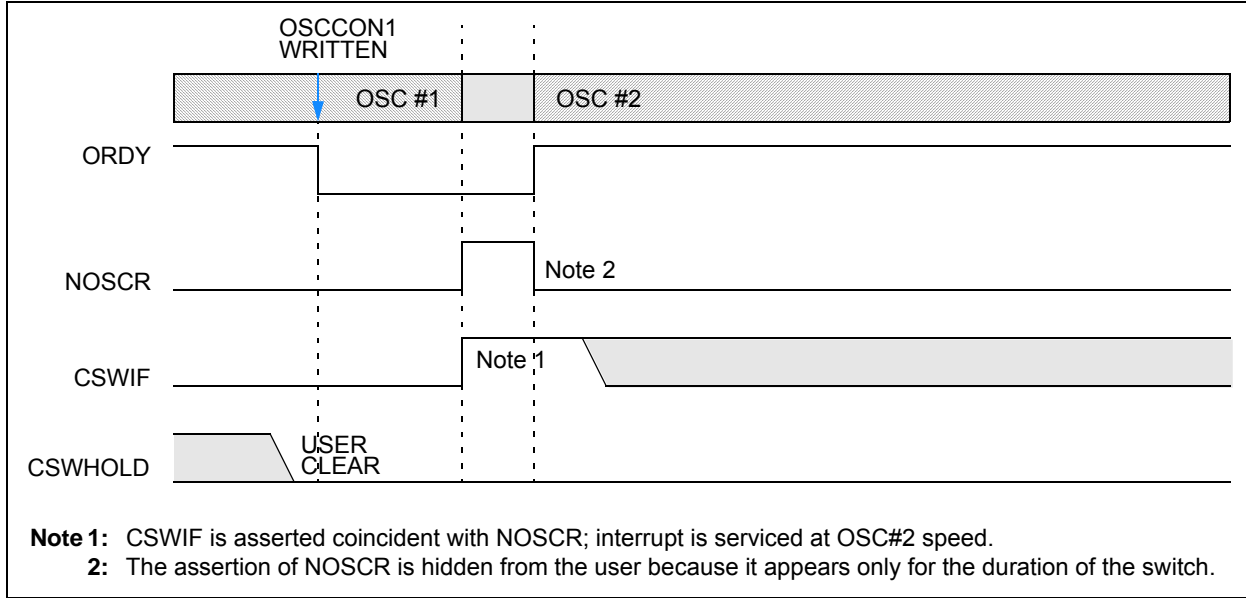 OSCCON1
WRITTEN
OSC #1
OSC #2
ORDY
NOSCR
Note 2
CSWIF
Note 1
CSWHOLD
USER
CLEAR
Note 1: CSWIF is asserted coincident with NOSCR; interrupt is serviced at OSC#2 speed.
2: The assertion of NOSCR is hidden from the user because it appears only for the duration of the switch.